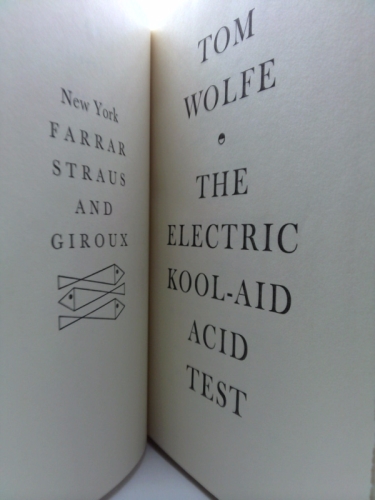 New York
FARRAR
STRAUS
AND
GIROUX
TOM
WOLFE
THE
ELECTRIC
KOOL-AID
ACID
TEST